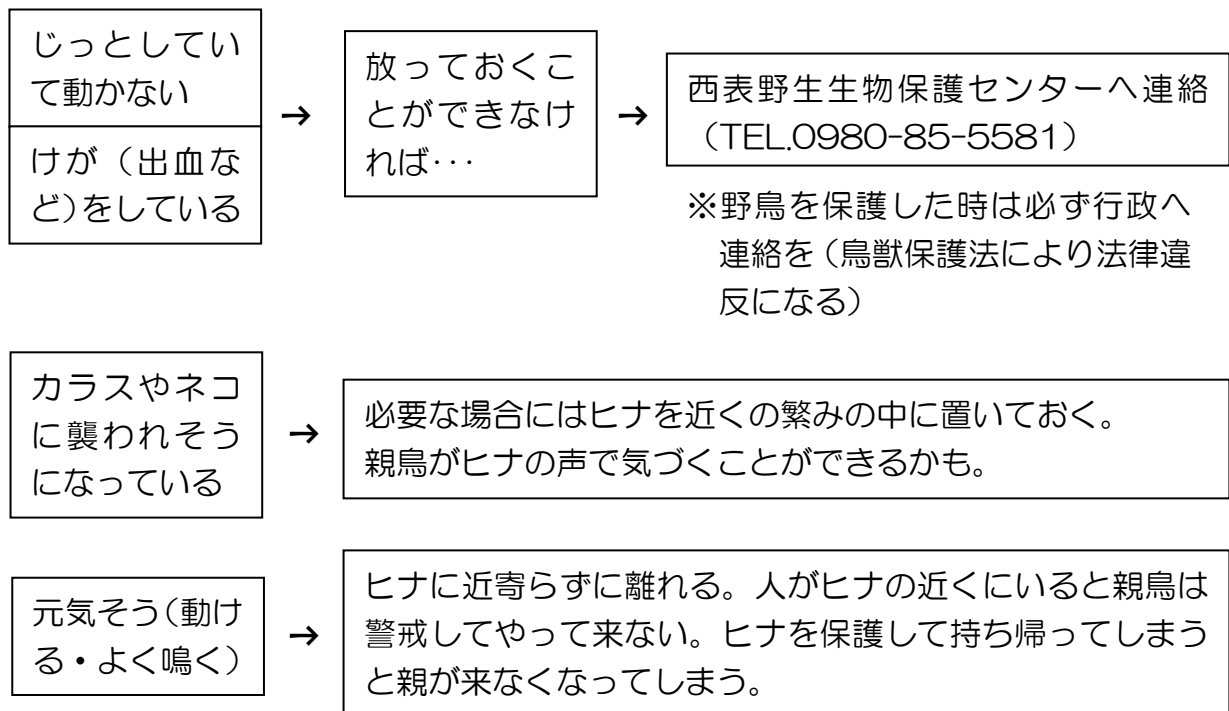 じっとしてい
て動かない
けが（出血な
ど）をしている
→
放っておくこ
とができなけ
れば・・・
→
西表野生生物保護センターへ連絡
（TEL.0980-85-5581）
※野鳥を保護した時は必ず行政へ
連絡を（鳥獣保護法により法律違
反になる）
カラスやネコ
に襲われそう
になっている
→
必要な場合にはヒナを近くの繁みの中に置いておく。
親鳥がヒナの声で気づくことができるかも。
元気そう（動け
る・よく鳴く）
→
ヒナに近寄らずに離れる。人がヒナの近くにいると親鳥は
警戒してやって来ない。ヒナを保護して持ち帰ってしまう
と親が来なくなってしまう。